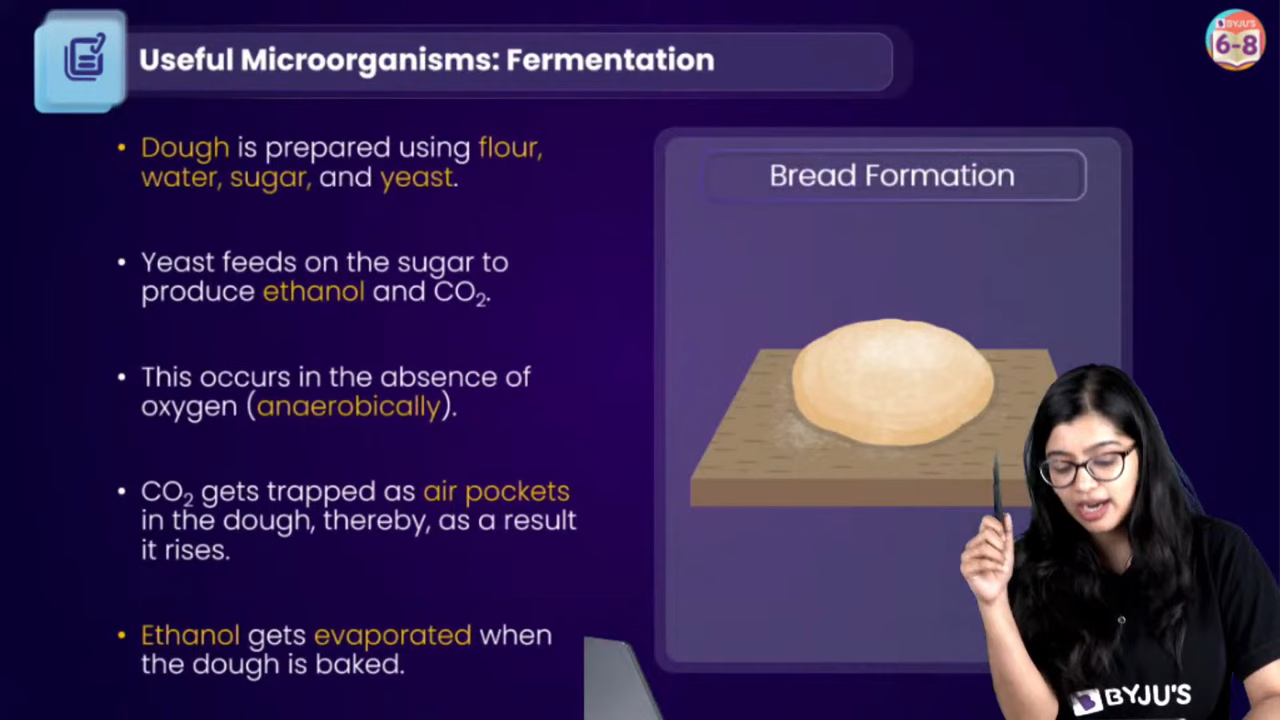 Useful Microorganisms: Fermentation
BYJU'S
6-8
• Dough is prepared using flour,
water, sugar, and yeast.
• Yeast feeds on the sugar to
produce ethanol and CO₂.
• This occurs in the absence of
oxygen (anaerobically).
• CO₂ gets trapped as air pockets
in the dough, thereby, as a result
it rises.
• Ethanol gets evaporated when
the dough is baked.
Bread Formation
BYJU'S